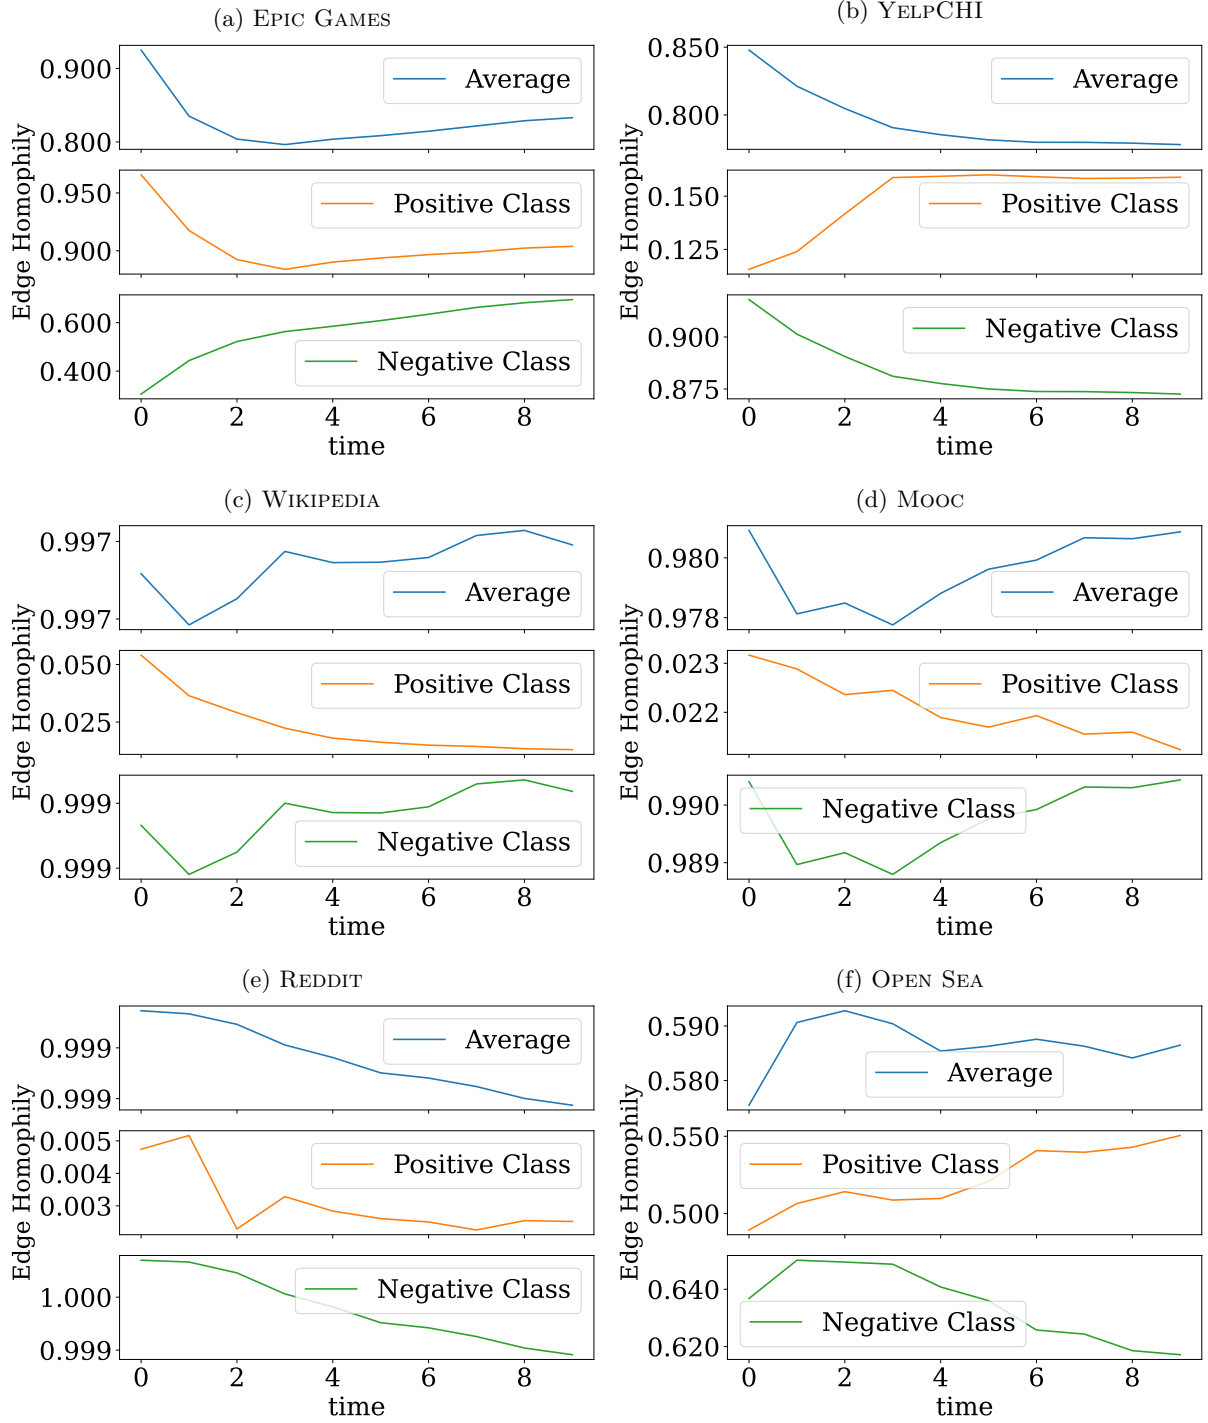 (a) Epic Games
0.900
0.800
Average
0.950
0.900
Positive Class
0.600
0.400
Negative Class
Edge Homophily
0 2 4 6 8
time
(b) YelpCHI
0.850
0.800
Average
0.150
0.125
Positive Class
0.900
0.875
Negative Class
Edge Homophily
0 2 4 6 8
time
(c) Wikipedia
0.997
0.997
Average
0.050
0.025
Positive Class
0.999
0.999
Negative Class
Edge Homophily
0 2 4 6 8
time
(d) Mooc
0.980
0.978
Average
0.023
0.022
Positive Class
0.990
0.989
Negative Class
Edge Homophily
0 2 4 6 8
time
(e) Reddit
0.999
0.999
Average
0.005
0.004
0.003
Positive Class
1.000
0.999
Negative Class
Edge Homophily
0 2 4 6 8
time
(f) Open Sea
0.590
0.580
Average
0.550
0.500
Positive Class
0.640
0.620
Negative Class
Edge Homophily
0 2 4 6 8
time